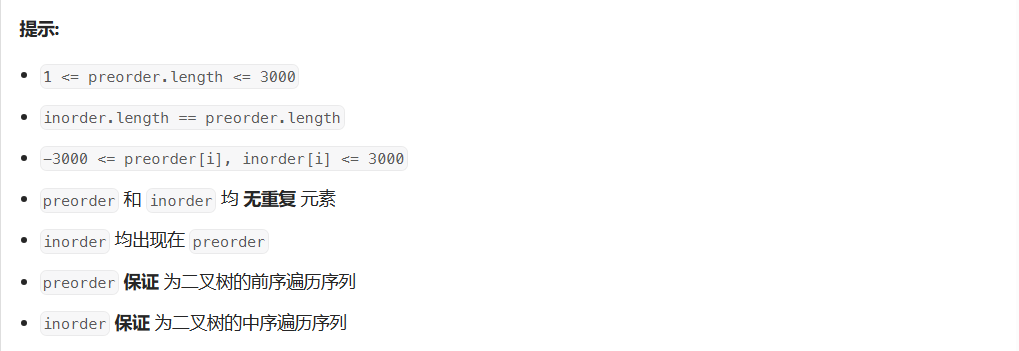 提示:
1 <= preorder.length <= 3000
inorder.length == preorder.length
-3000 <= preorder[i], inorder[i] <= 3000
preorder 和 inorder 均 无重复 元素
inorder 均出现在 preorder
preorder 保证 为二叉树的前序遍历序列
inorder 保证 为二叉树的中序遍历序列